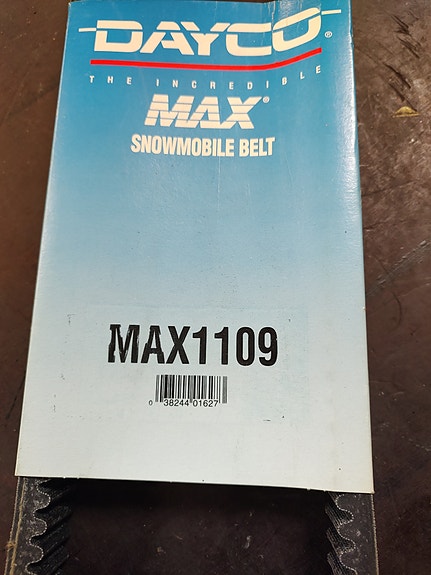 DAYCO®
THE INCREDIBLE
MAX®
SNOWMOBILE BELT
MAX1109
0 38244 01627